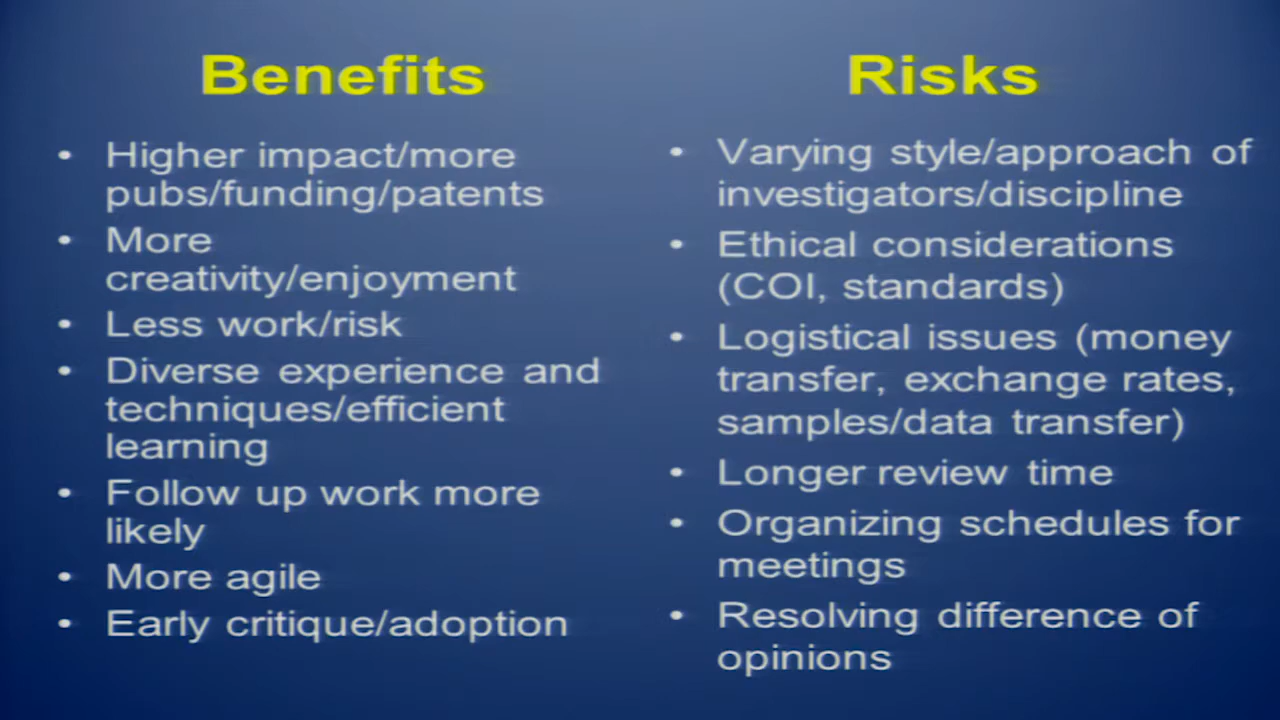 Benefits
• Higher impact/more
pubs/funding/patents
• More
creativity/enjoyment
• Less work/risk
• Diverse experience and
techniques/efficient
learning
• Follow up work more
likely
• More agile
• Early critique/adoption
Risks
• Varying style/approach of
investigators/discipline
• Ethical considerations
(COI, standards)
• Logistical issues (money
transfer, exchange rates,
samples/data transfer)
• Longer review time
• Organizing schedules for
meetings
• Resolving difference of
opinions